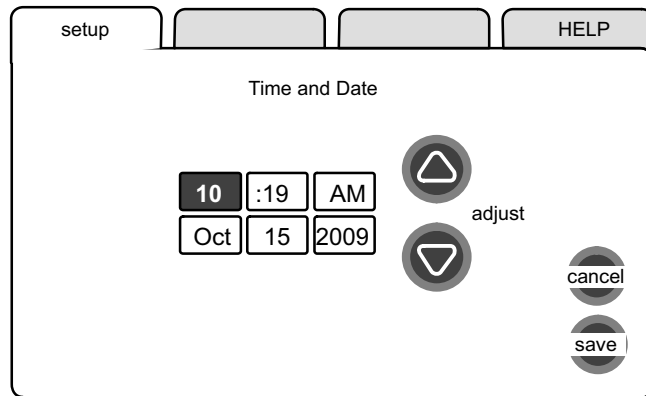 setup HELP
Time and Date
10 :19 AM
adjust
Oct 15 2009
cancel
save